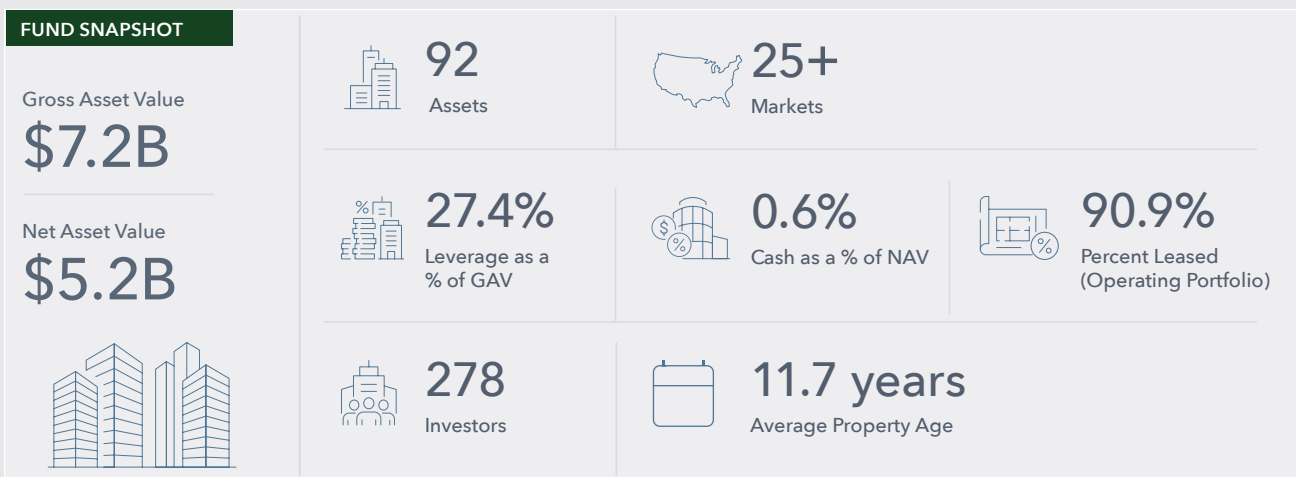 FUND SNAPSHOT
Gross Asset Value
$7.2B
Net Asset Value
$5.2B
92
Assets
25+
Markets
%
27.4%
Leverage as a
% of GAV
$
%
0.6%
Cash as a % of NAV
%
90.9%
Percent Leased
(Operating Portfolio)
278
Investors
11.7 years
Average Property Age